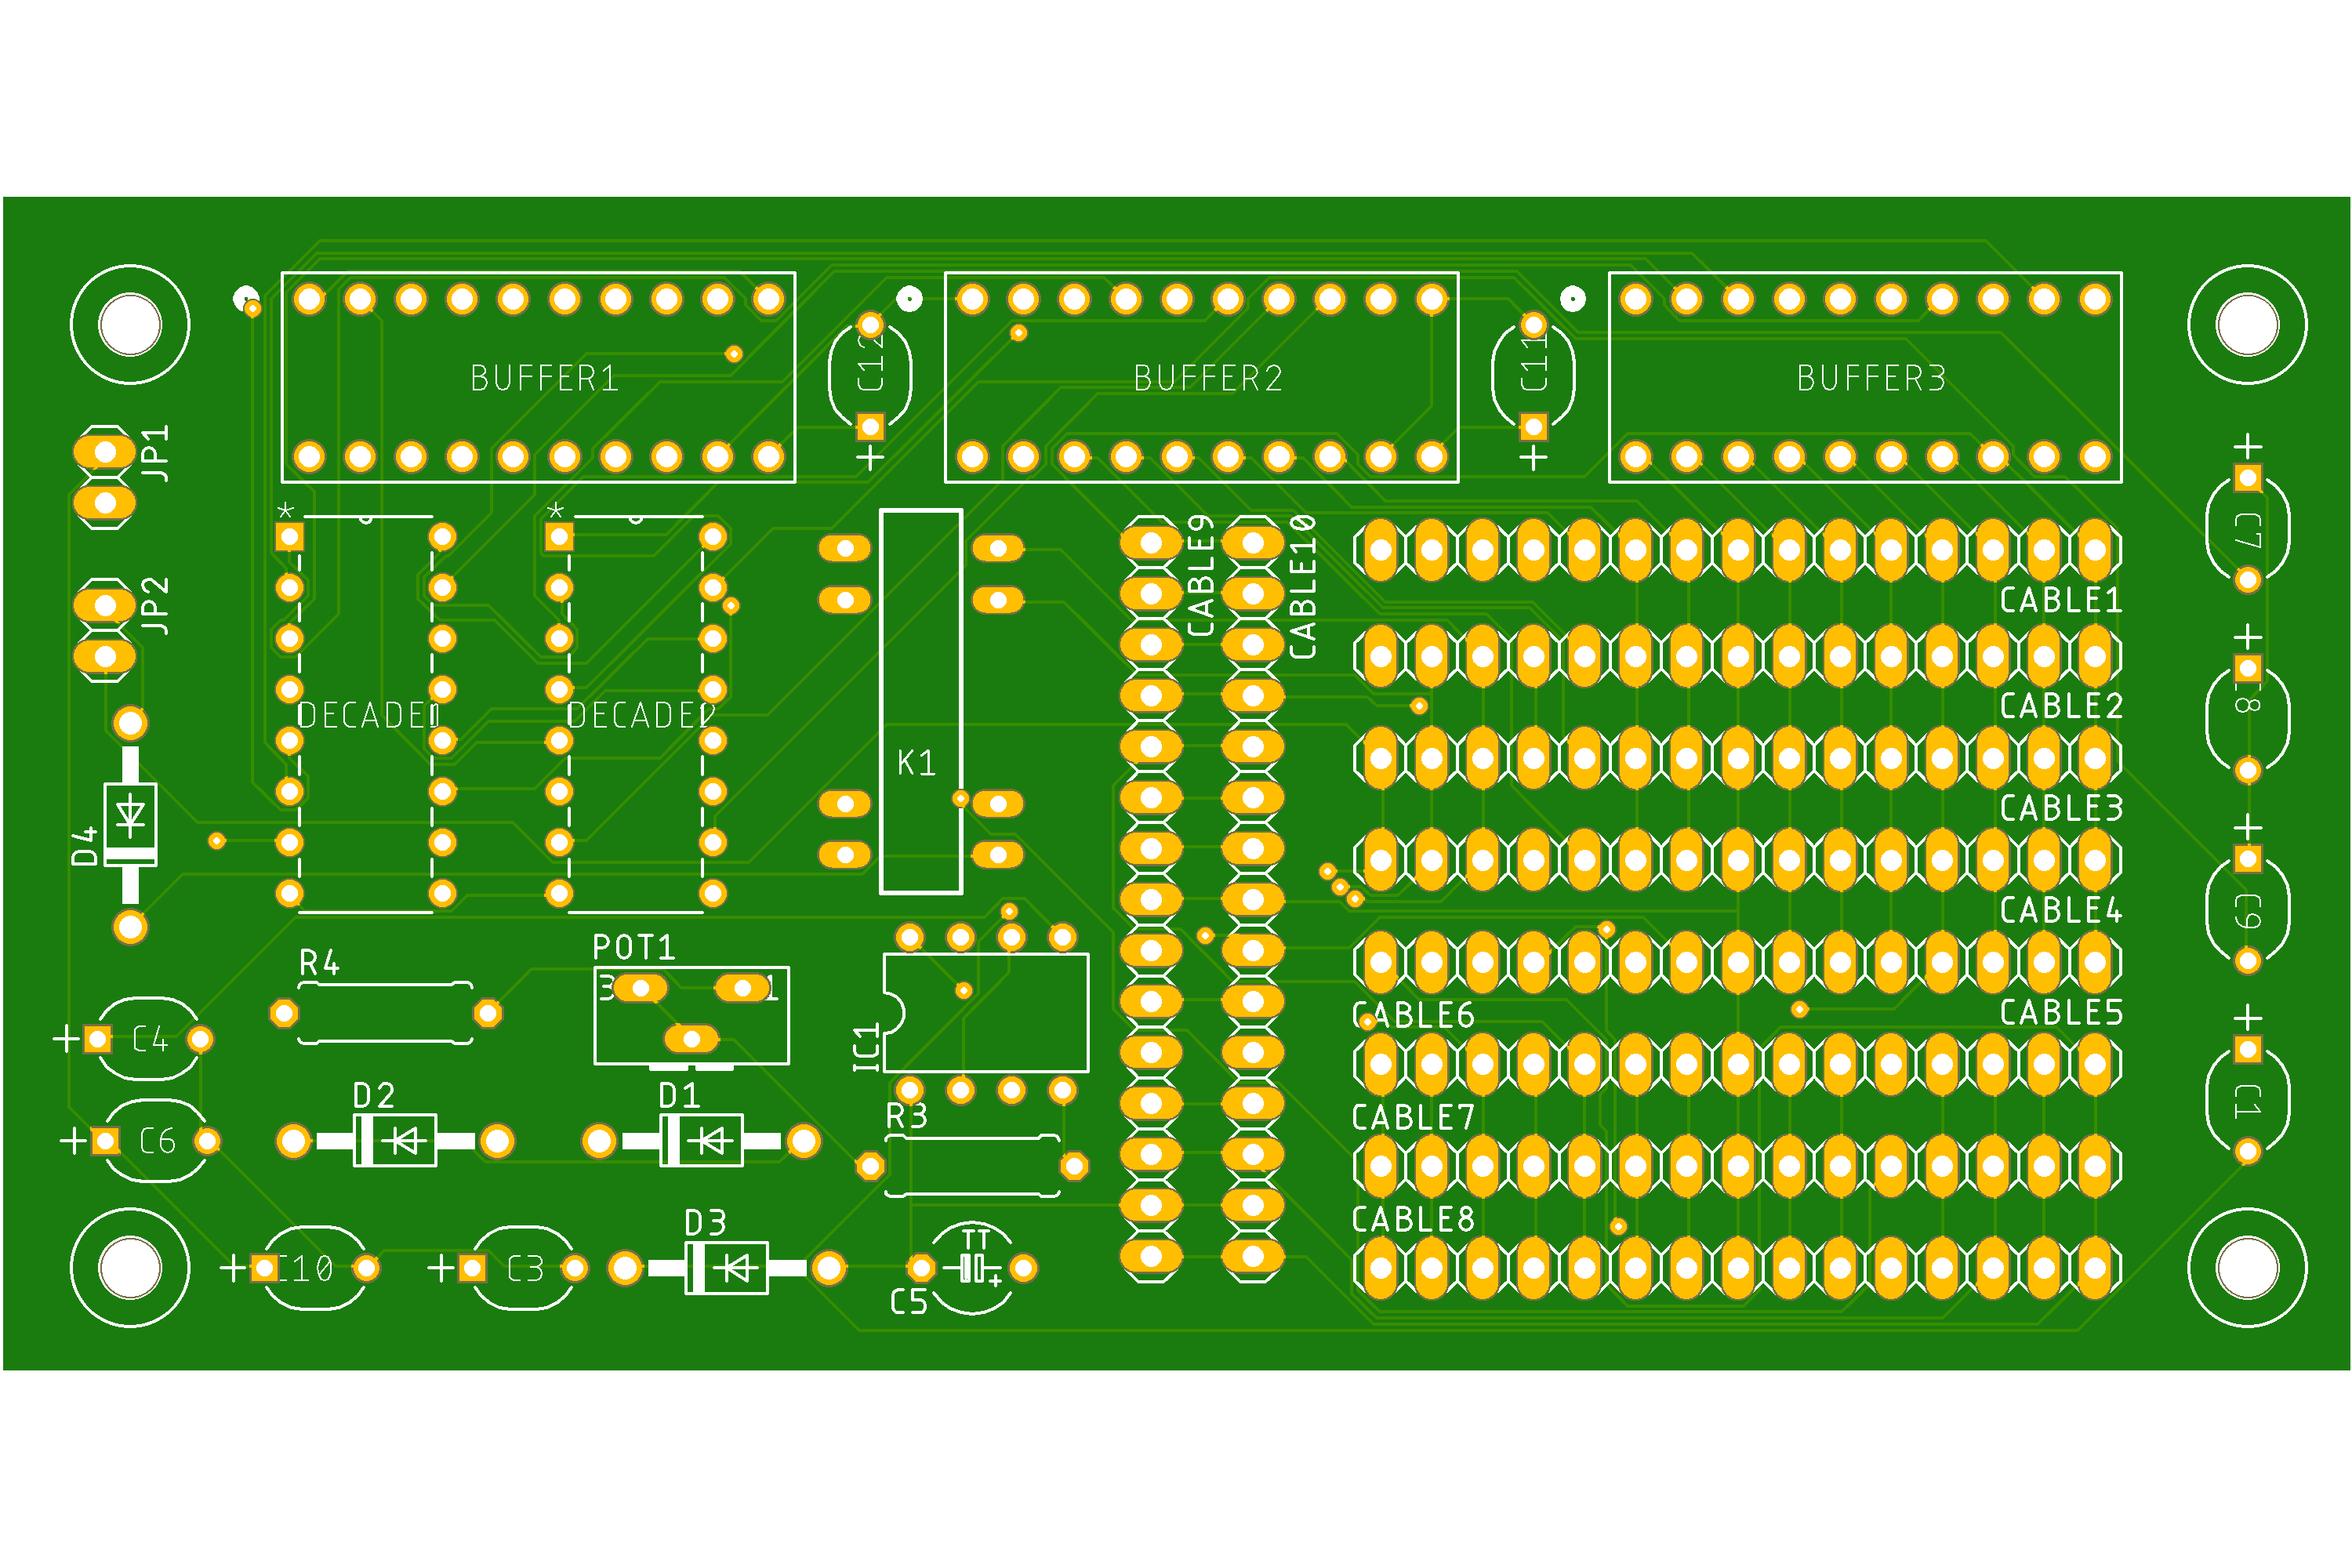 BUFFER1
BUFFER2
BUFFER3
C12
C11
JP1
JP2
*
*
DECADE1
DECADE2
K1
CABLE9
CABLE10
CABLE1
CABLE2
CABLE3
CABLE4
CABLE5
CABLE6
CABLE7
CABLE8
C7
C9
C1
D4
R4
POT1
3
1
IC1
C4
C6
D2
D1
R3
D3
C10
C3
C5
TT